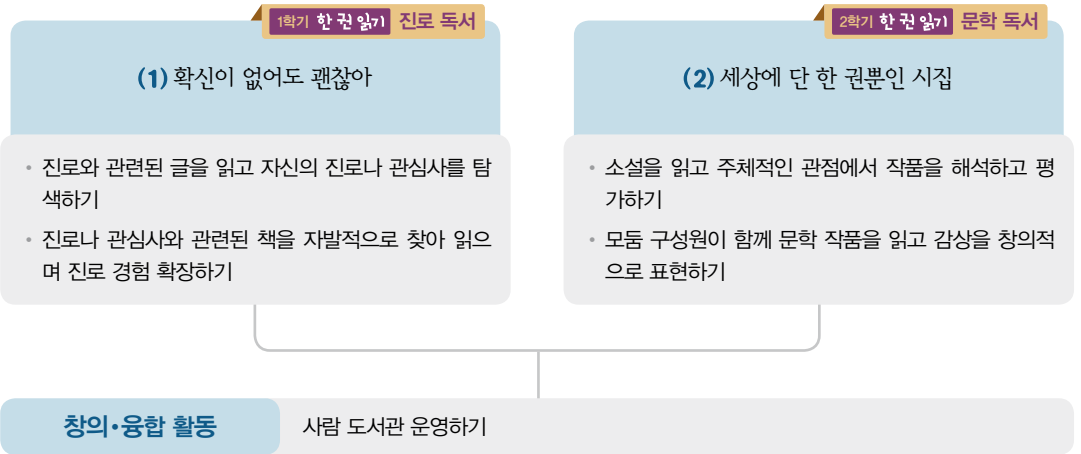 1학기 한 권 읽기 진로 독서
(1) 확신이 없어도 괜찮아
• 진로와 관련된 글을 읽고 자신의 진로나 관심사를 탐
색하기
• 진로나 관심사와 관련된 책을 자발적으로 찾아 읽으
며 진로 경험 확장하기
2학기 한 권 읽기 문학 독서
(2) 세상에 단 한 권뿐인 시집
• 소설을 읽고 주체적인 관점에서 작품을 해석하고 평
가하기
• 모둠 구성원이 함께 문학 작품을 읽고 감상을 창의적
으로 표현하기
창의•융합 활동 사람 도서관 운영하기